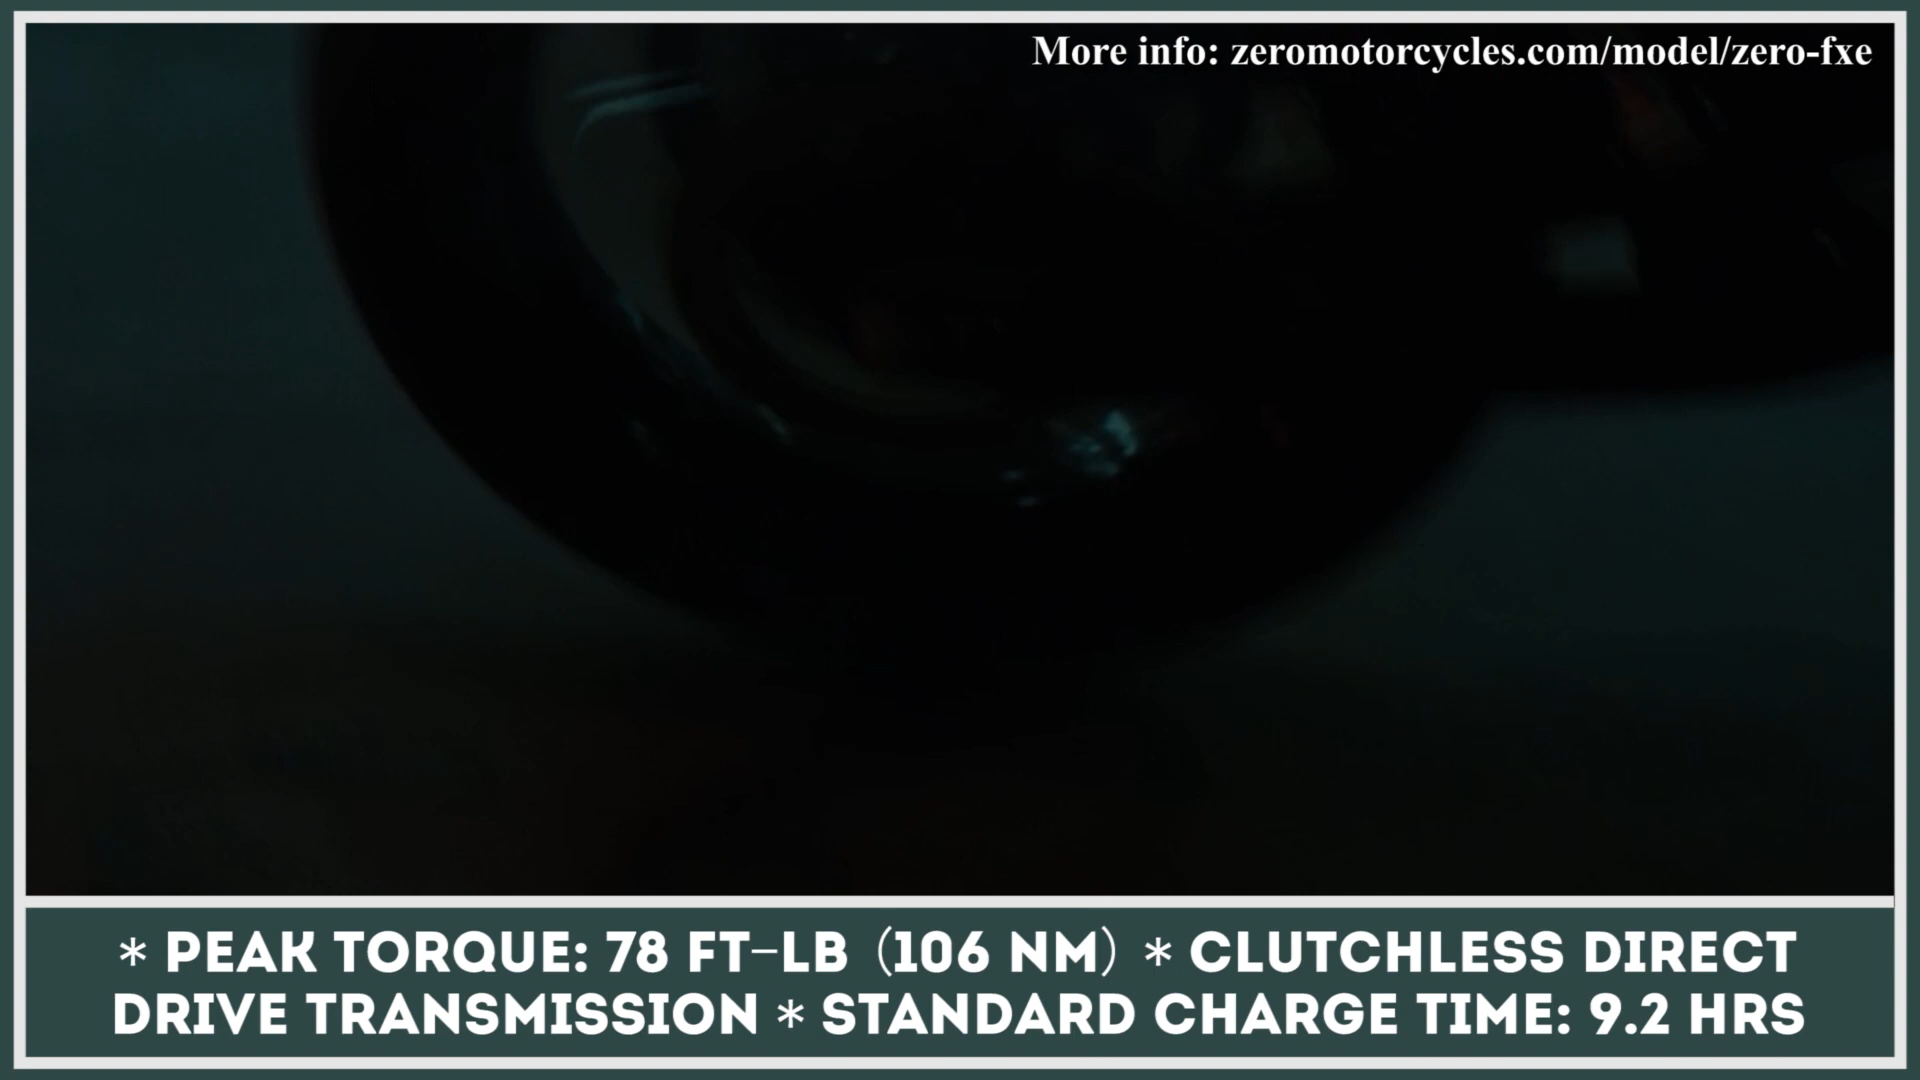 More info: zeromotorcycles.com/model/zero-fxe
* PEAK TORQUE: 78 FT-LB (106 NM) * CLUTCHLESS DIRECT
DRIVE TRANSMISSION * STANDARD CHARGE TIME: 9.2 HRS